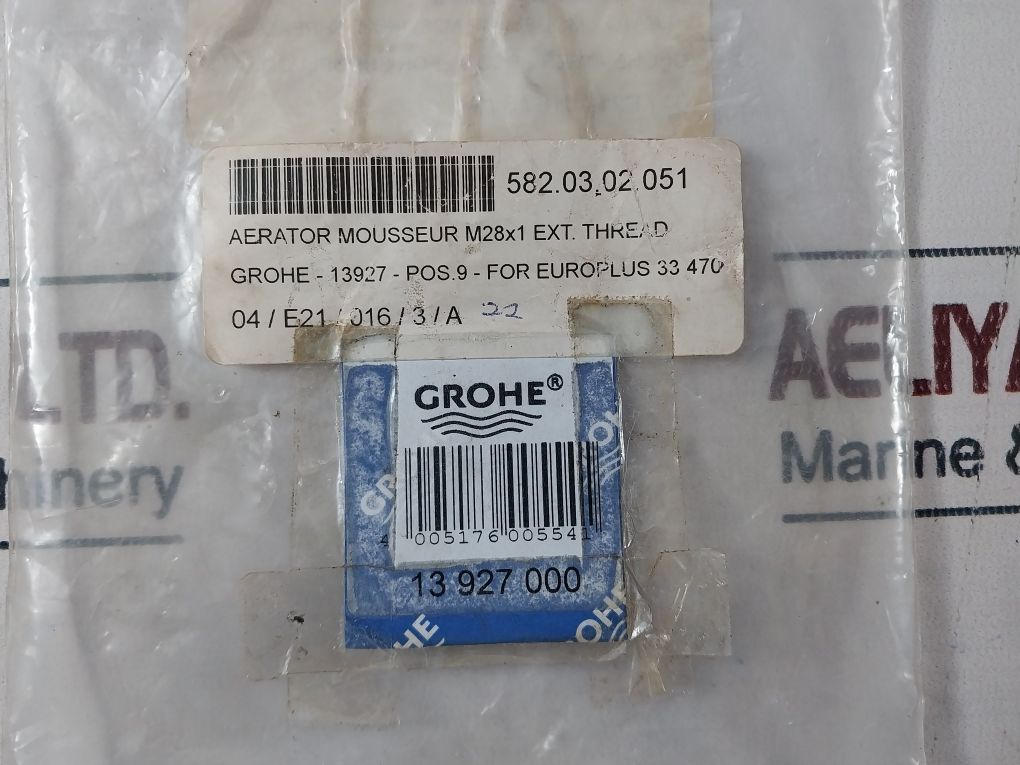 582.03.02.051
AERATOR MOUSSEUR M28x1 EXT. THREAD
GROHE - 13927 - POS.9 - FOR EUROPLUS 33 470
04 / E21 / 016 / 3 / A 22
GROHE®
4 005176 005541
13 927 000
LTD.
AELIYA
Marine &